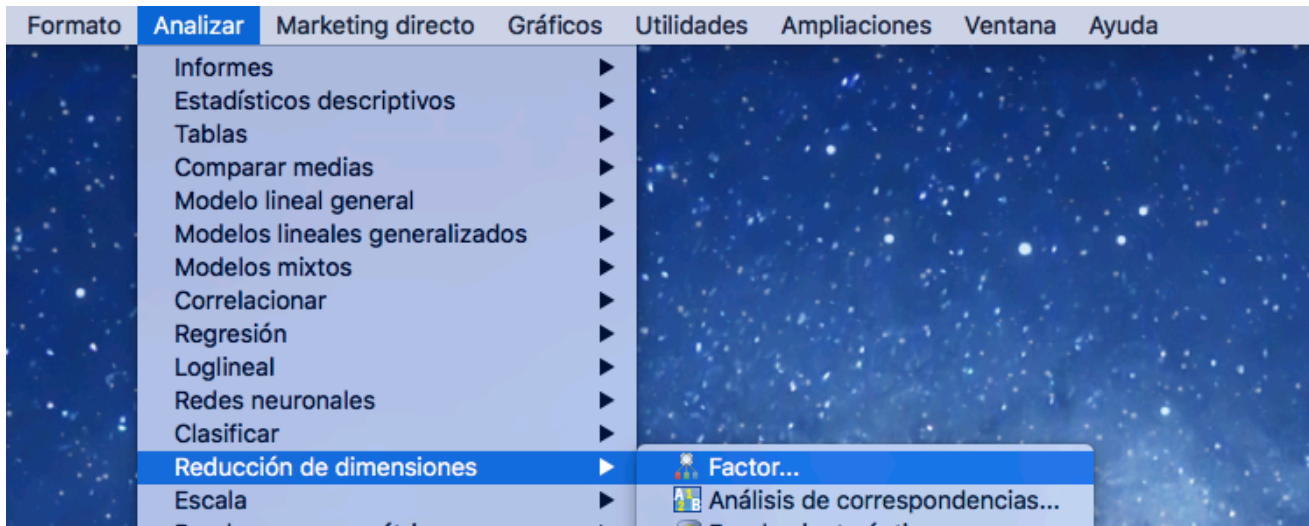 Formato Analizar Marketing directo Gráficos Utilidades Ampliaciones Ventana Ayuda
Informes
Estadísticos descriptivos
Tablas
Comparar medias
Modelo lineal general
Modelos lineales generalizados
Modelos mixtos
Correlacionar
Regresión
Loglineal
Redes neuronales
Clasificar
Reducción de dimensiones
Factor...
Escala
Análisis de correspondencias...